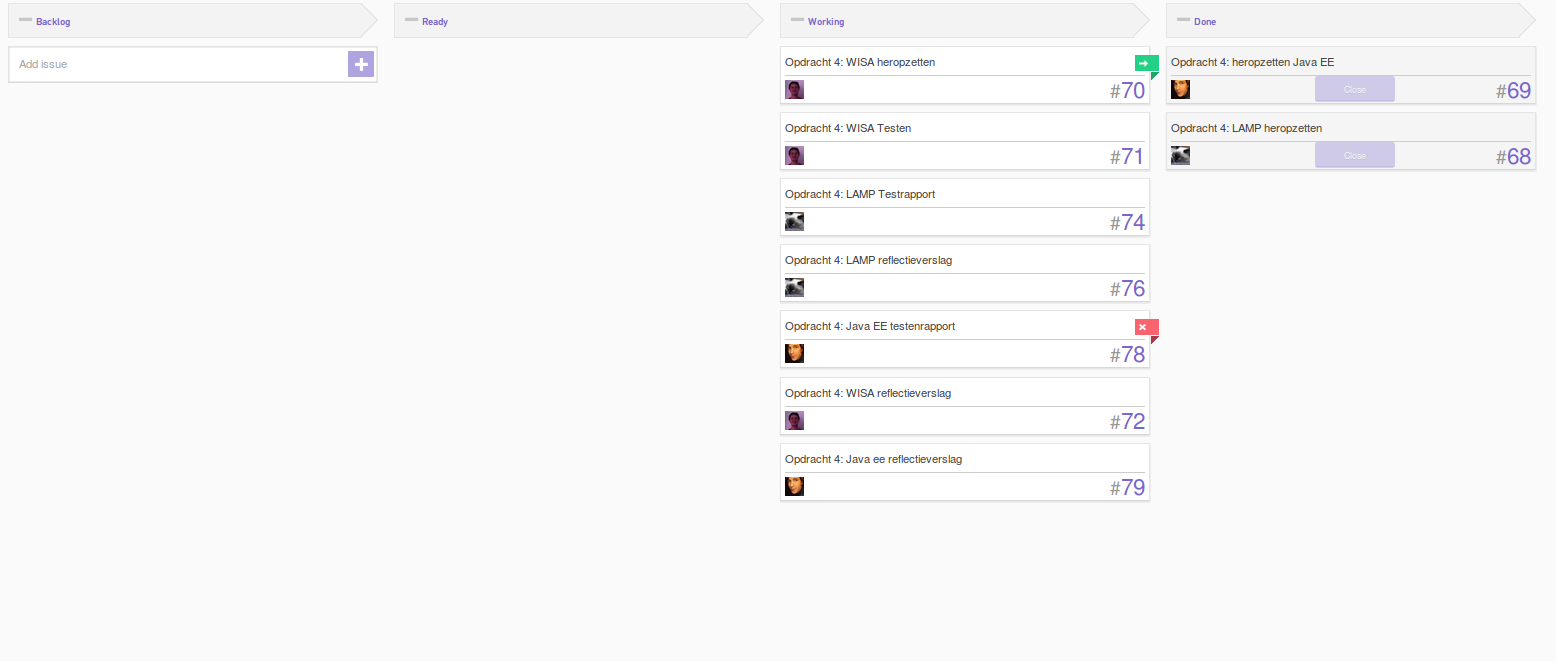 Backlog
Add issue
Ready
Working
Opdracht 4: WISA heropzetten
#70
Opdracht 4: WISA Testen
#71
Opdracht 4: LAMP Testrapport
#74
Opdracht 4: LAMP reflectieverslag
#76
Opdracht 4: Java EE testenrapport
#78
Opdracht 4: WISA reflectieverslag
#72
Opdracht 4: Java ee reflectieverslag
#79
Done
Opdracht 4: heropzetten Java EE
Close #69
Opdracht 4: LAMP heropzetten
Close #68